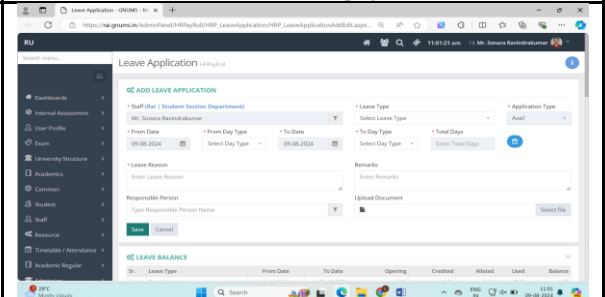 Leave Application - GNUMS - M
https://rai.gnums.in/AdminPanel/HRPayRoll/HRP_LeaveApplication/HRP_LeaveApplicationAddEdit.aspx...
RU
11:01:21 am
Hi, Mr. Sonara Ravindrakumar
Search menu..
Leave Application HRPayRoll
Dashboards
Internal Assessment
User Profile
Exam
University Structure
Academics
Common
Student
Staff
Resource
Timetable / Attendance
Academic Regular
ADD LEAVE APPLICATION
* Staff (Rai | Student Section Department)
* Leave Type
* Application Type
Mr. Sonara Ravindrakumar
Select Leave Type
Avail
* From Date
* From Day Type
* To Date
* To Day Type
* Total Days
09-08-2024
Select Day Type
09-08-2024
Select Day Type
Enter Total Days
* Leave Reason
Remarks
Enter Leave Reason
Enter Remarks
Responsible Person
Upload Document
Type Responsible Person Name
Select file
Save Cancel
LEAVE BALANCE
Sr. Leave Type From Date To Date Opening Credited Alloted Used Balance
29°C
Mostly cloudy
Search
ENG
11:01
09-08-2024